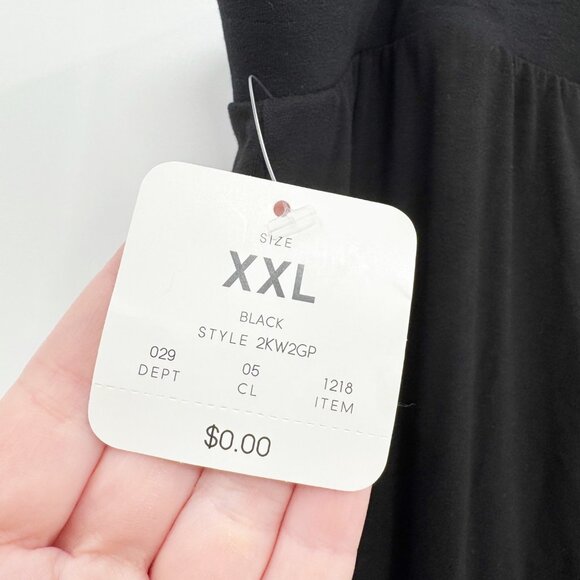 SIZE
XXL
BLACK
STYLE 2KW2GP
029 05 1218
DEPT CL ITEM
$0.00